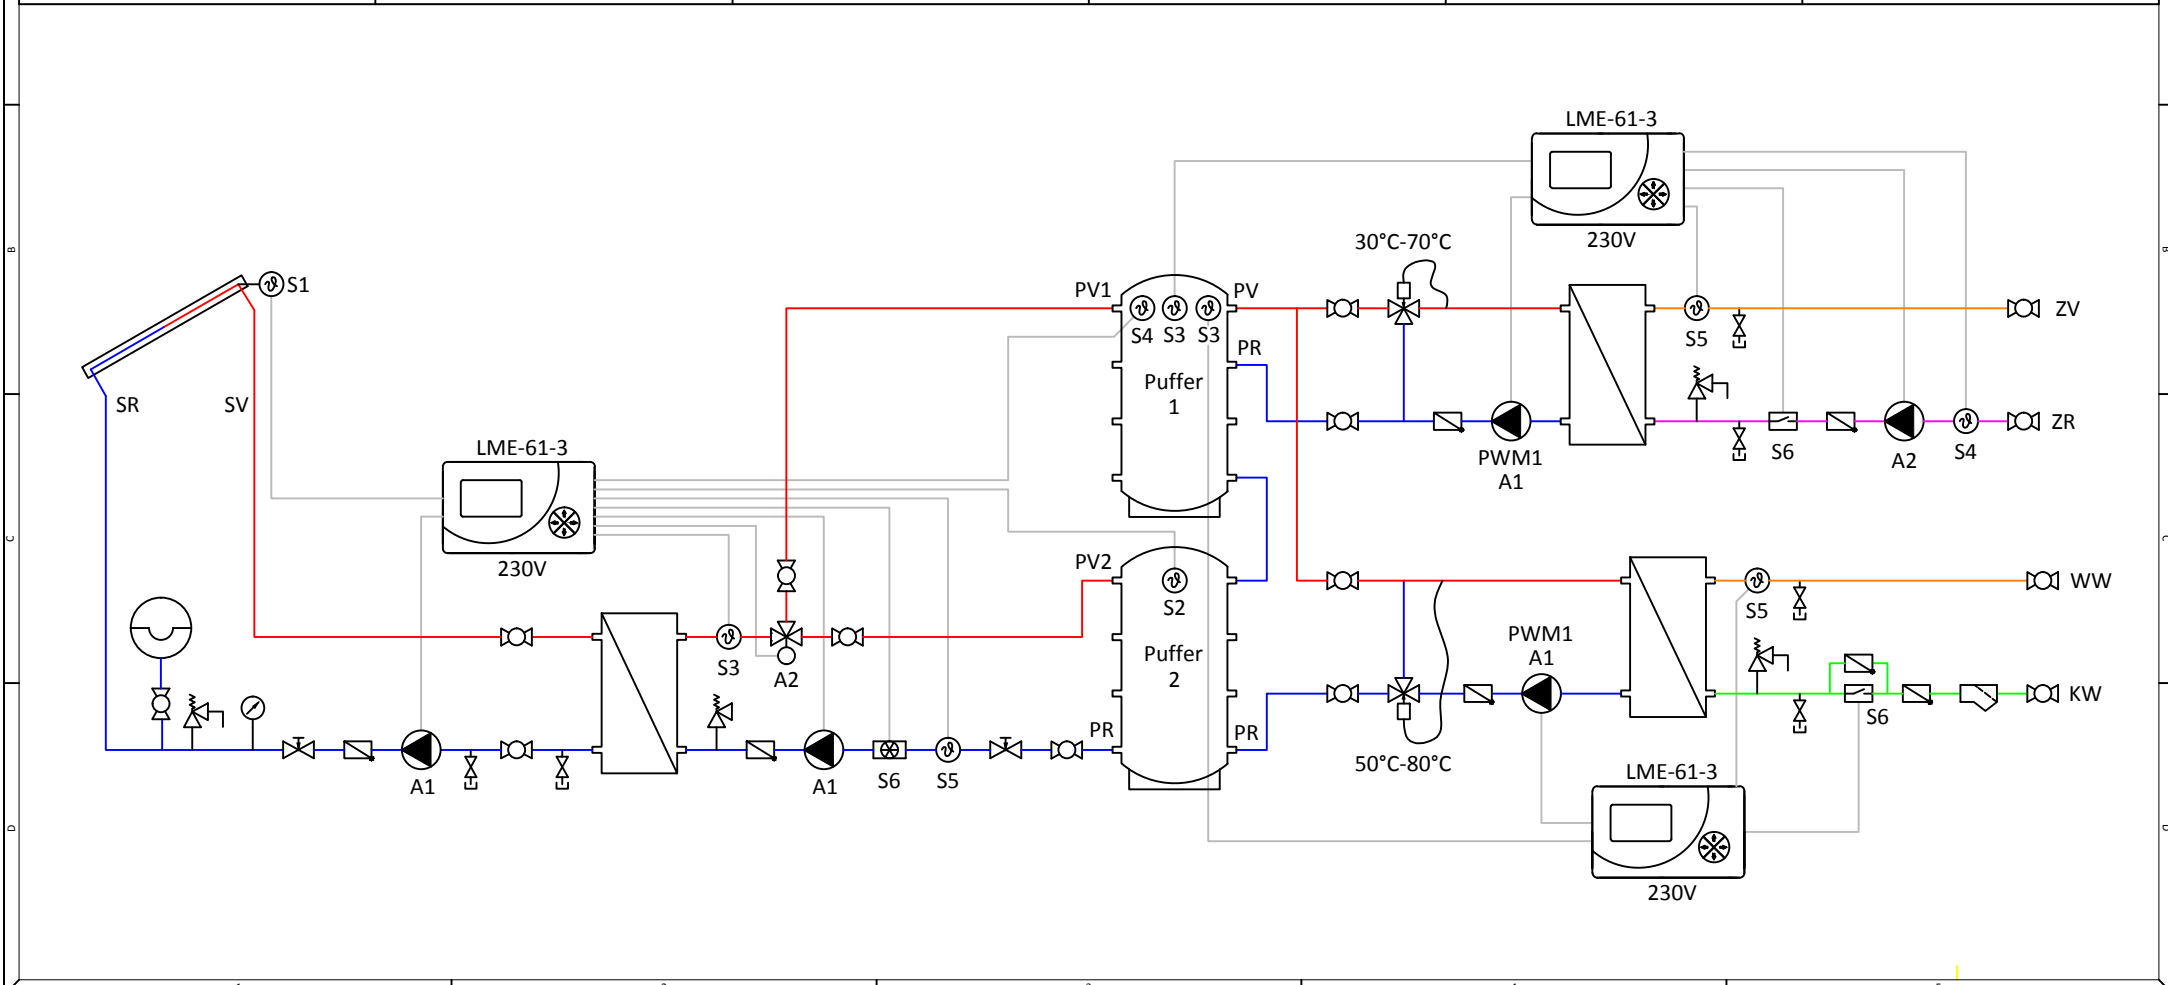 LME-61-3
230V
30°C-70°C
B
S1
PV1
PV
S4
S3
S3
PR
Puffer
1
S5
ZV
SR
SV
PWM1
A1
S6
A2
S4
ZR
LME-61-3
230V
C
PV2
S2
Puffer
2
S3
A2
PR
PR
A1
A1
S6
S5
50°C-80°C
PWM1
A1
S5
WW
S6
KW
LME-61-3
230V
D